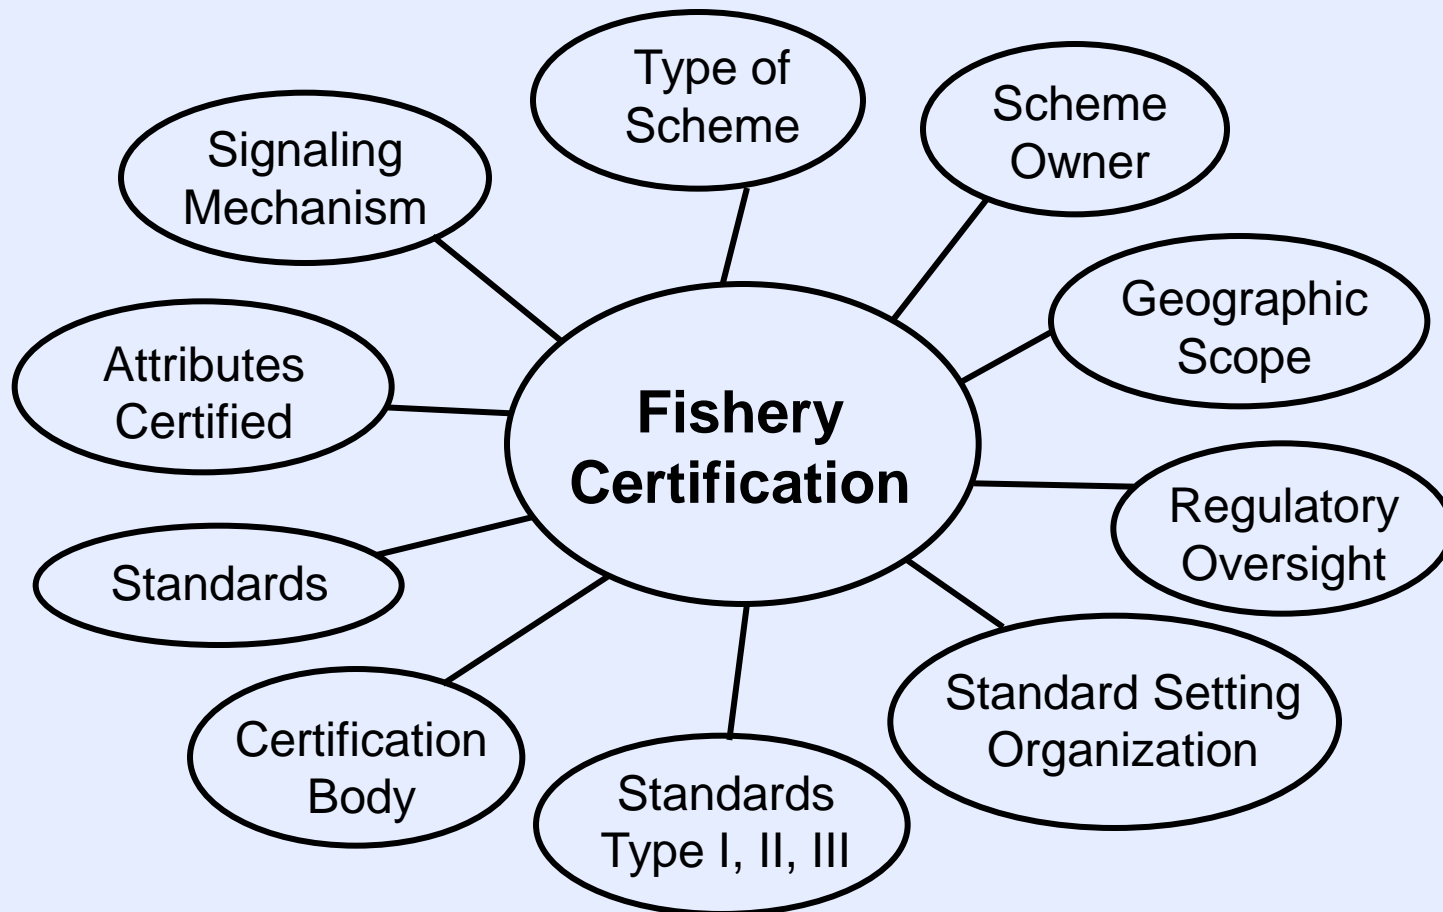 Type of
Scheme
Scheme
Owner
Signaling
Mechanism
Geographic
Scope
Attributes
Certified
Fishery
Certification
Regulatory
Oversight
Standards
Standard Setting
Organization
Certification
Body
Standards
Type I, II, III